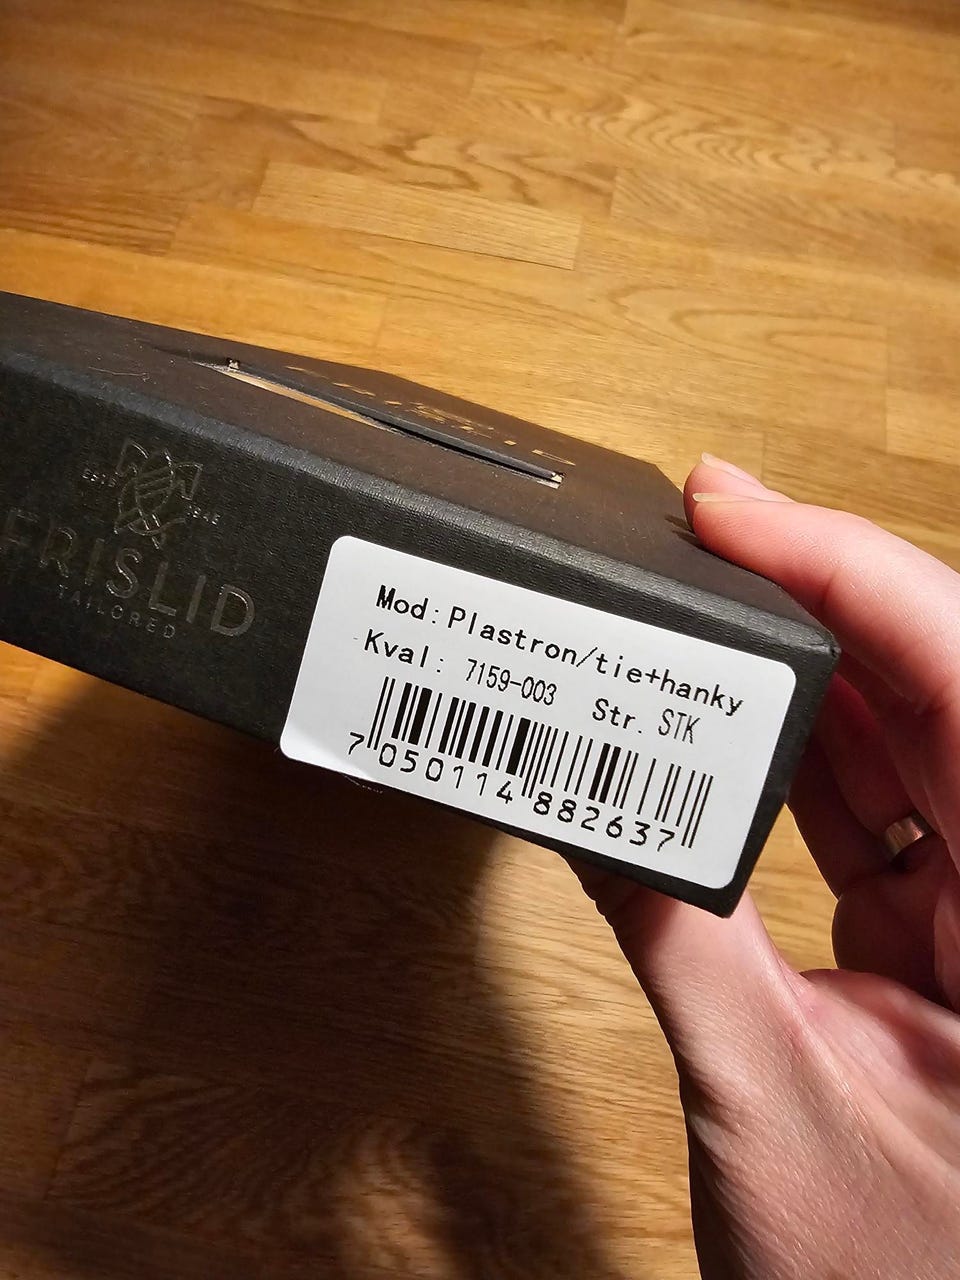 FRISLID
TAILORED
Mod:Plastron/tie+hanky
Kval: 7159-003 Str. STK
7 050114 882637